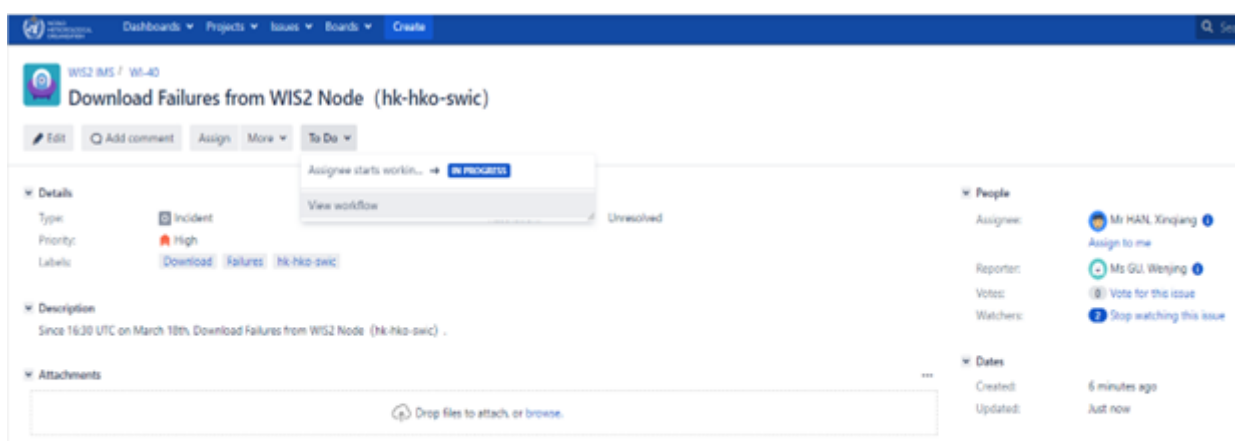 WORLD METEOROLOGICAL ORGANIZATION Dashboards Projects Issues Boards Create
WIS2 IMS / WI-40
Download Failures from WIS2 Node (hk-hko-swic)
Edit Add comment Assign More To Do
Assignee starts workin... → IN PROGRESS
View workflow
Details
Type: Incident Unresolved
Priority: High
Labels: Download Failures hk-hko-swic
Description
Since 16:30 UTC on March 18th, Download Failures from WIS2 Node (hk-hko-swic) .
Attachments
Drop files to attach, or browse.
People
Assignee: Mr HAN, Xinqiang
Assign to me
Reporter: Ms GU, Wenjing
Votes: 0 Vote for this issue
Watchers: 2 Stop watching this issue
Dates
Created: 6 minutes ago
Updated: Just now